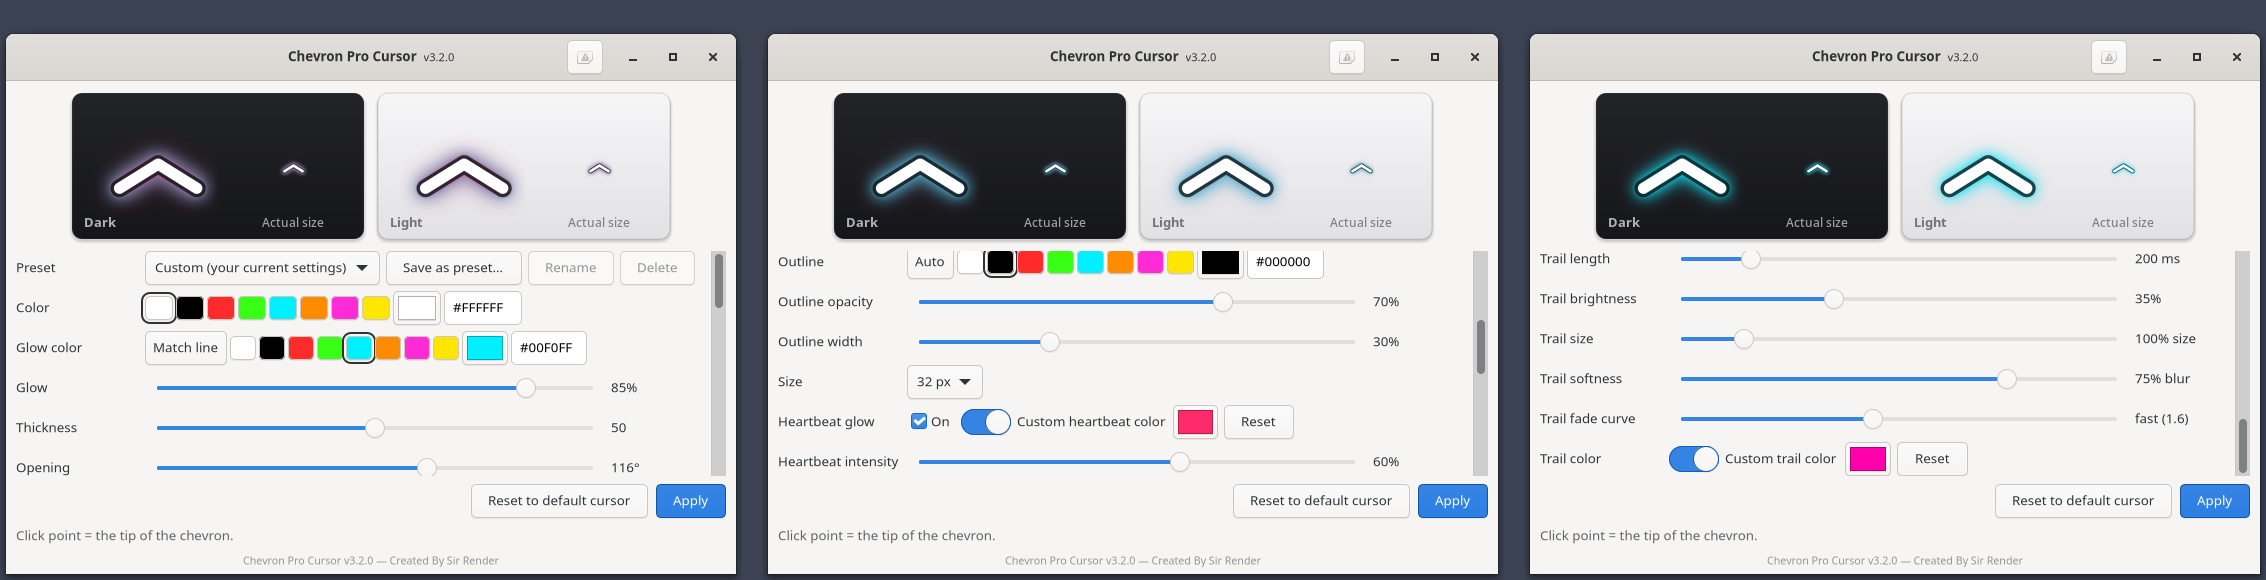 Chevron Pro Cursor v3.2.0
Dark
Actual size
Light
Actual size
Preset
Custom (your current settings)
Save as preset...
Rename
Delete
Color
#FFFFFF
Glow color
Match line
#00F0FF
Glow
85%
Thickness
50
Opening
116°
Reset to default cursor
Apply
Click point = the tip of the chevron.
Chevron Pro Cursor v3.2.0 — Created By Sir Render
Chevron Pro Cursor v3.2.0
Dark
Actual size
Light
Actual size
Outline
Auto
#000000
Outline opacity
70%
Outline width
30%
Size
32 px
Heartbeat glow
On
Custom heartbeat color
Reset
Heartbeat intensity
60%
Reset to default cursor
Apply
Click point = the tip of the chevron.
Chevron Pro Cursor v3.2.0 — Created By Sir Render
Chevron Pro Cursor v3.2.0
Dark
Actual size
Light
Actual size
Trail length
200 ms
Trail brightness
35%
Trail size
100% size
Trail softness
75% blur
Trail fade curve
fast (1.6)
Trail color
Custom trail color
Reset
Reset to default cursor
Apply
Click point = the tip of the chevron.
Chevron Pro Cursor v3.2.0 — Created By Sir Render